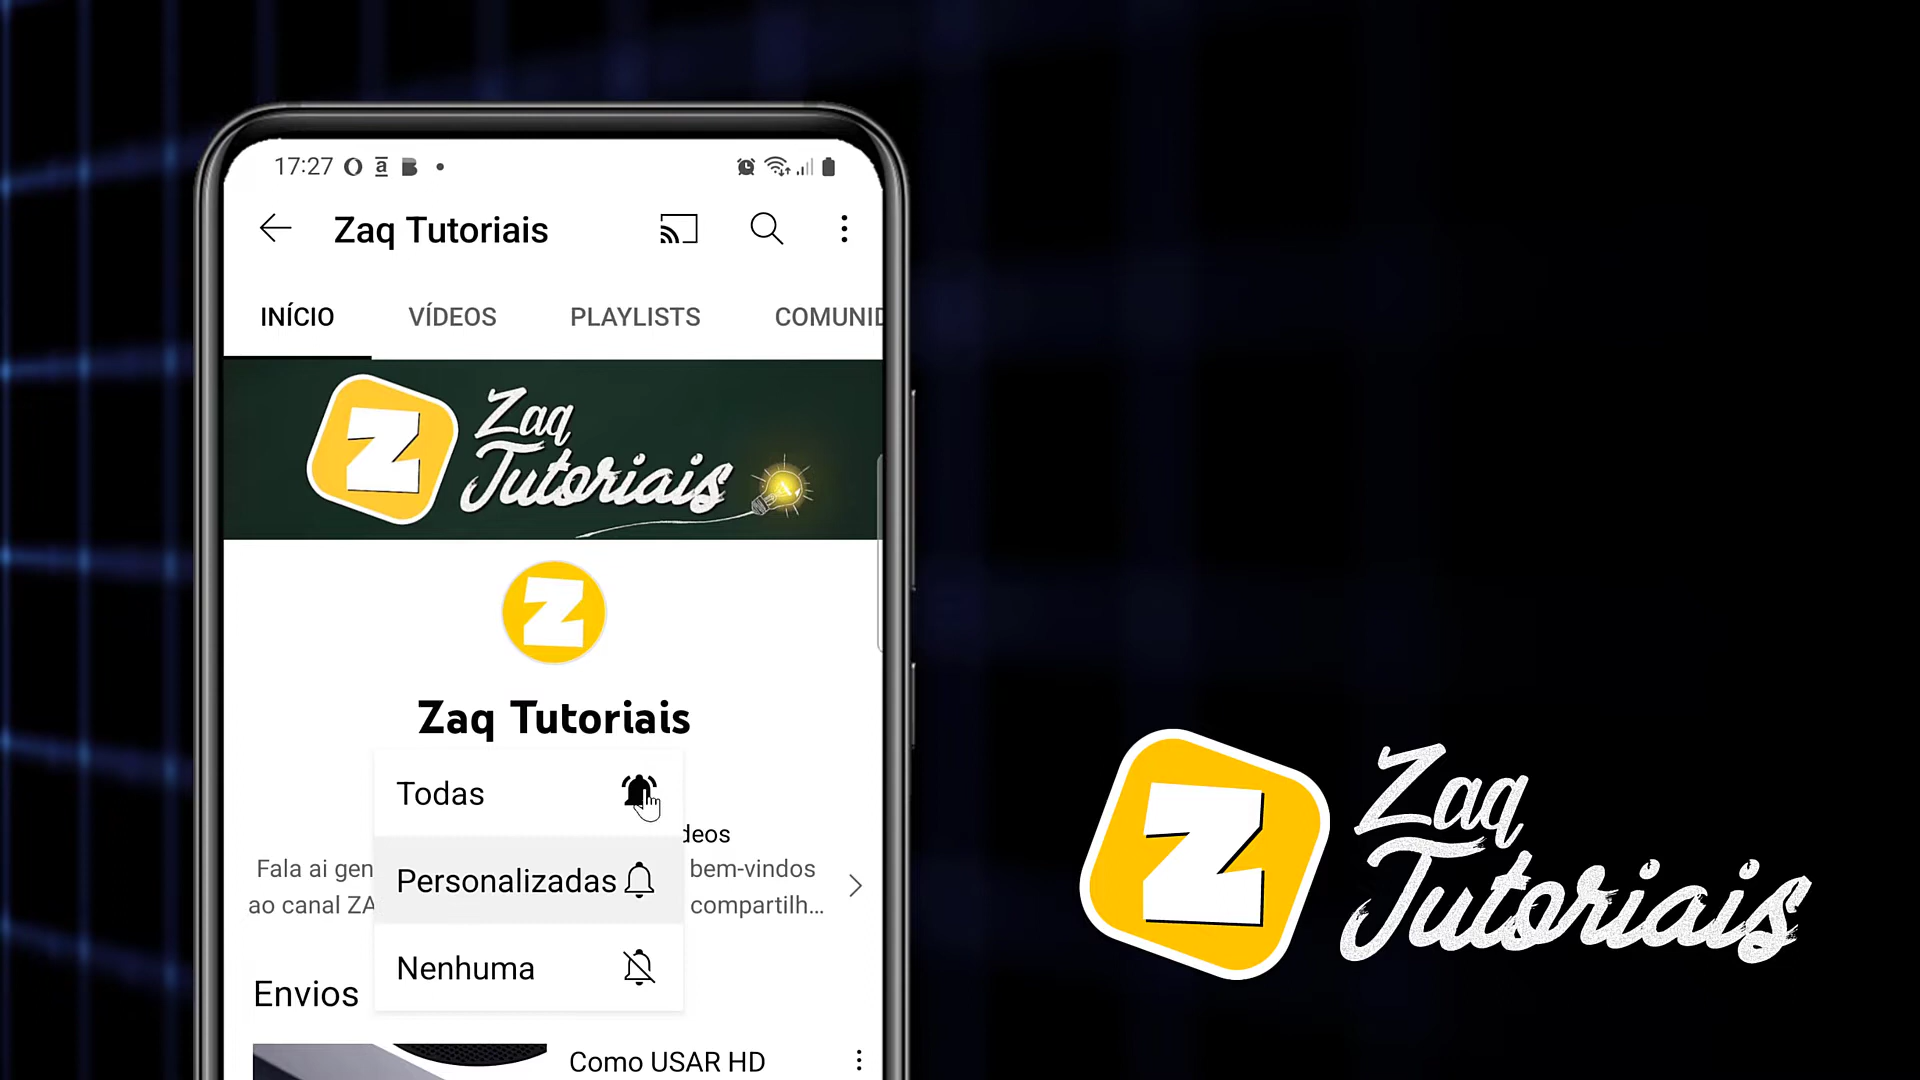 17:27
Zaq Tutoriais
INÍCIO VÍDEOS PLAYLISTS COMUNID
Zaq
Tutoriais
Zaq Tutoriais
Todas
deos
Fala ai gen bem-vindos
Personalizadas
ao canal ZA compartilh...
Nenhuma
Envios
Como USAR HD
Zaq
Tutoriais